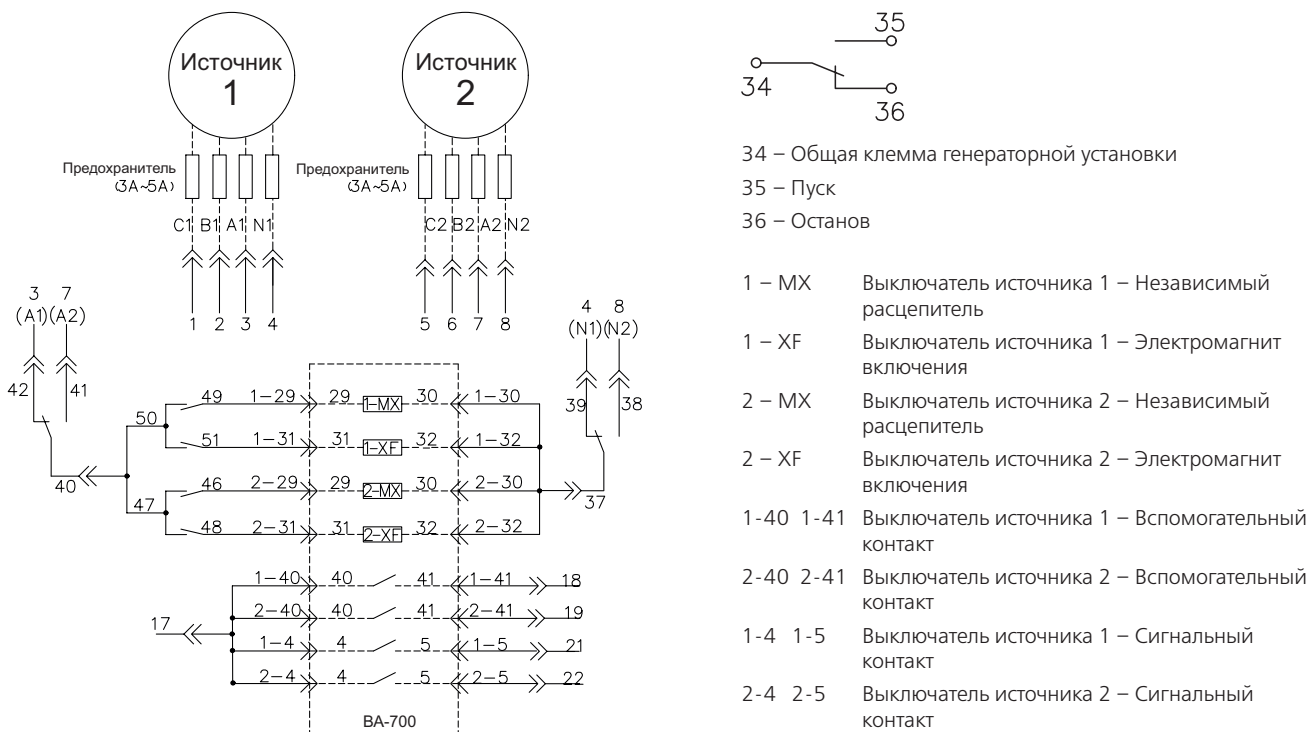 Источник
1
Источник
2
Предохранитель
(3A~5A)
Предохранитель
(3A~5A)
C1 B1 A1 N1
C2 B2 A2 N2
1 2 3 4
5 6 7 8
3 7
(A1)(A2)
42 41
4 8
(N1)(N2)
39 38
50
49 1-29 29 1-MX 30 1-30
51 1-31 31 1-XF 32 1-32
40
47
46 2-29 29 2-MX 30 2-30
37
48 2-31 31 2-XF 32 2-32
1-40 40 41 1-41 18
2-40 40 41 2-41 19
17
1-4 4 5 1-5 21
2-4 4 5 2-5 22
ВА-700
35
34
36
34 – Общая клемма генераторной установки
35 – Пуск
36 – Останов
1 – MX Выключатель источника 1 – Независимый
расцепитель
1 – XF Выключатель источника 1 – Электромагнит
включения
2 – MX Выключатель источника 2 – Независимый
расцепитель
2 – XF Выключатель источника 2 – Электромагнит
включения
1-40 1-41 Выключатель источника 1 – Вспомогательный
контакт
2-40 2-41 Выключатель источника 2 – Вспомогательный
контакт
1-4 1-5 Выключатель источника 1 – Сигнальный
контакт
2-4 2-5 Выключатель источника 2 – Сигнальный
контакт